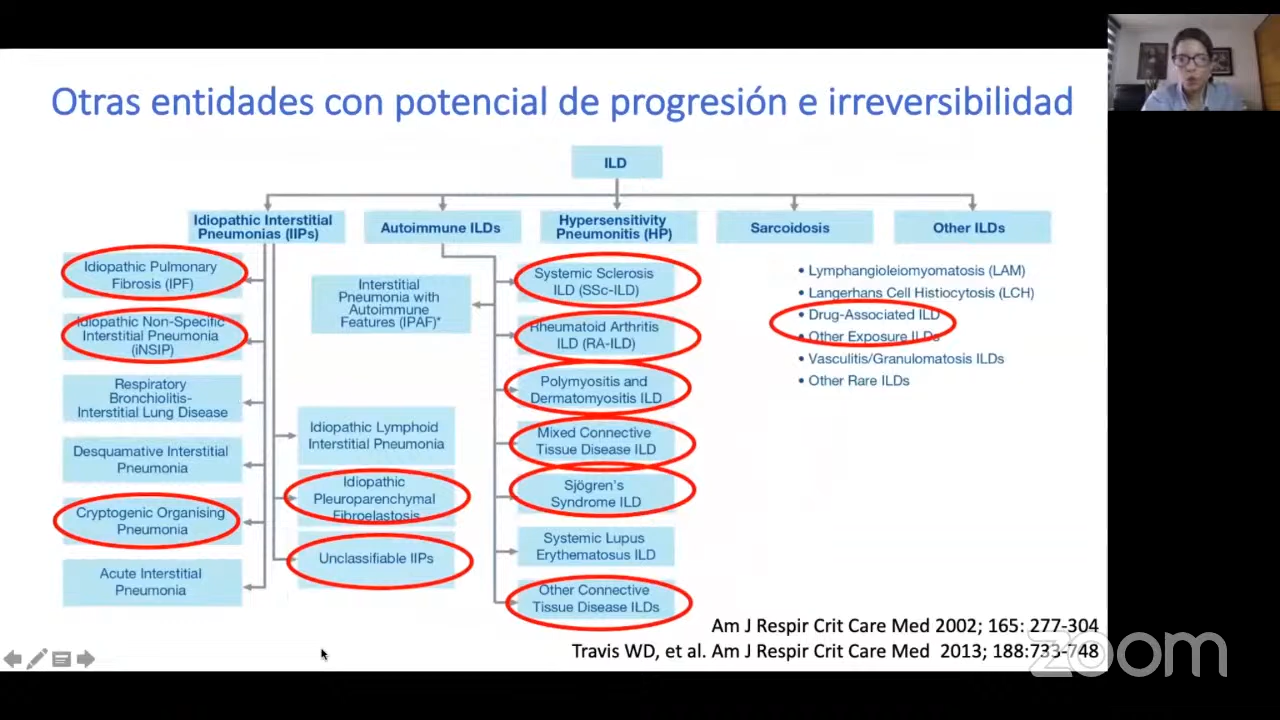 Otras entidades con potencial de progresión e irreversibilidad
ILD
Idiopathic Interstitial
Pneumonias (IIPs)
Autoimmune ILDs
Hypersensitivity
Pneumonitis (HP)
Sarcoidosis
Other ILDs
Idiopathic Pulmonary
Fibrosis (IPF)
Idiopathic Non-Specific
Interstitial Pneumonia
(iNSIP)
Respiratory
Bronchiolitis-
Interstitial Lung Disease
Desquamative Interstitial
Pneumonia
Cryptogenic Organising
Pneumonia
Acute Interstitial
Pneumonia
Interstitial
Pneumonia with
Autoimmune
Features (IPAF)*
Idiopathic Lymphoid
Interstitial Pneumonia
Idiopathic
Pleuroparenchymal
Fibroelastosis
Unclassifiable IIPs
Systemic Sclerosis
ILD (SSc-ILD)
Rheumatoid Arthritis
ILD (RA-ILD)
Polymyositis and
Dermatomyositis ILD
Mixed Connective
Tissue Disease ILD
Sjögren's
Syndrome ILD
Systemic Lupus
Erythematosus ILD
Other Connective
Tissue Disease ILDs
• Lymphangioleiomyomatosis (LAM)
• Langerhans Cell Histiocytosis (LCH)
• Drug-Associated ILD
• Other Exposure ILDs
• Vasculitis/Granulomatosis ILDs
• Other Rare ILDs
Am J Respir Crit Care Med 2002; 165: 277-304
Travis WD, et al. Am J Respir Crit Care Med 2013; 188:733-748
zoom